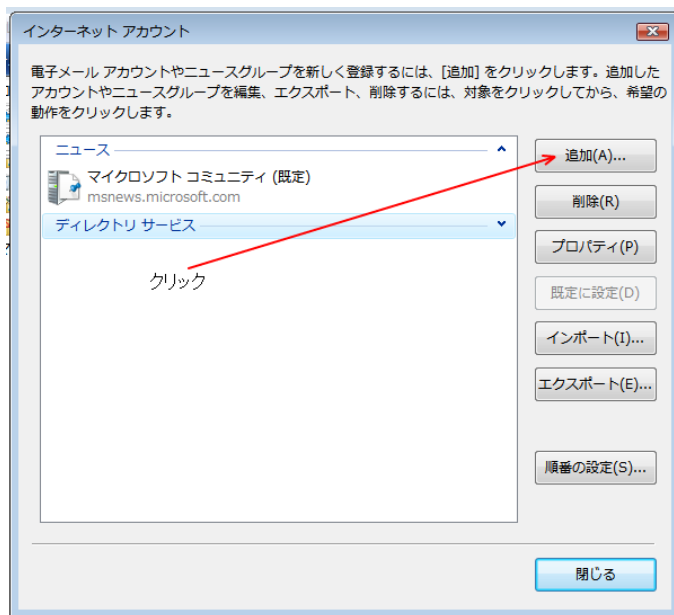 インターネット アカウント
電子メール アカウントやニュースグループを新しく登録するには、[追加] をクリックします。追加した
アカウントやニュースグループを編集、エクスポート、削除するには、対象をクリックしてから、希望の
動作をクリックします。
ニュース
マイクロソフト コミュニティ (既定)
msnews.microsoft.com
ディレクトリ サービス
クリック
追加(A)...
削除(R)
プロパティ(P)
既定に設定(D)
インポート(I)...
エクスポート(E)...
順番の設定(S)...
閉じる